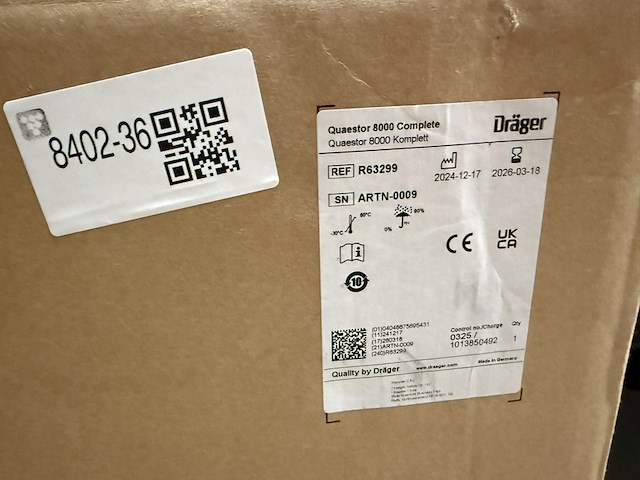 8402-36
Quaestor 8000 Complete
Quaestor 8000 Komplett
Dräger
REF R63299
2024-12-17
2026-03-18
SN ARTN-0009
-30°C
60°C
0%
90%
CE
UK
CA
10
(01)04046675695431
(11)241217
(17)260318
(21)ARTN-0009
(240)R63299
Control no./Charge
0325 /
1013850492
Qty
1
Quality by Dräger
www.draeger.com
Made in Germany